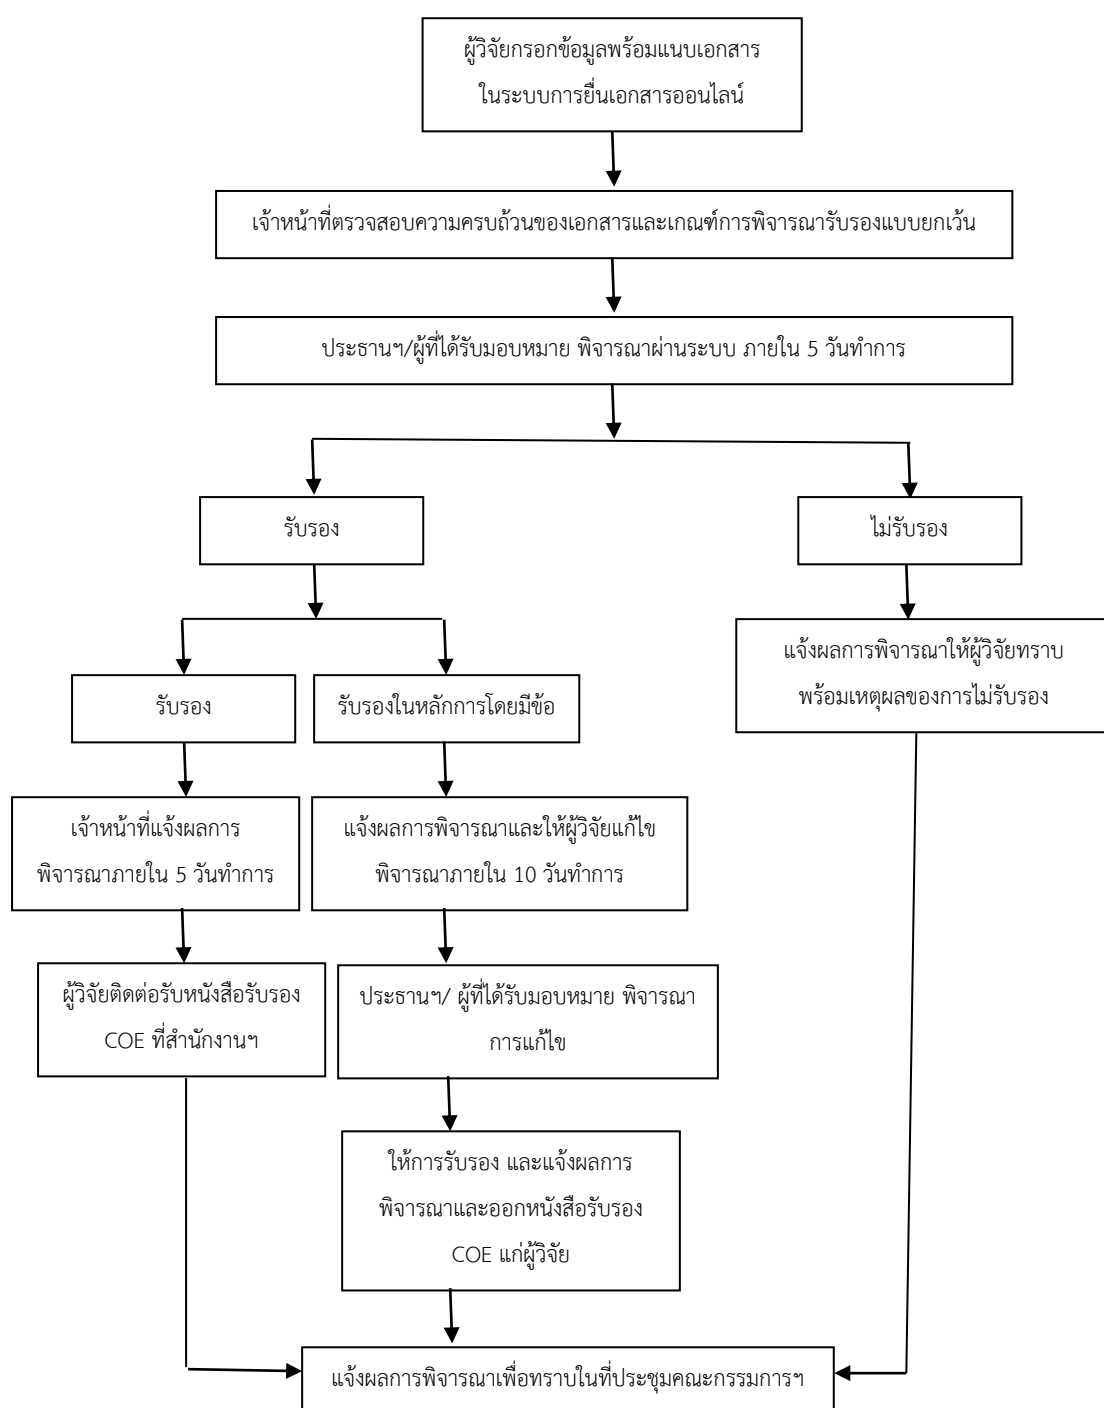 ผู้วิจัยกรอกข้อมูลพร้อมแนบเอกสาร
ในระบบการยื่นเอกสารออนไลน์
เจ้าหน้าที่ตรวจสอบความครบถ้วนของเอกสารและเกณฑ์การพิจารณารับรองแบบยกเว้น
ประธานฯ/ผู้ที่ได้รับมอบหมาย พิจารณาผ่านระบบ ภายใน 5 วันทำการ
รับรอง
ไม่รับรอง
แจ้งผลการพิจารณาให้ผู้วิจัยทราบ
พร้อมเหตุผลของการไม่รับรอง
รับรอง
รับรองในหลักการโดยมีข้อ
เจ้าหน้าที่แจ้งผลการ
พิจารณาภายใน 5 วันทำการ
แจ้งผลการพิจารณาและให้ผู้วิจัยแก้ไข
พิจารณาภายใน 10 วันทำการ
ผู้วิจัยติดต่อรับหนังสือรับรอง
COE ที่สำนักงานฯ
ประธานฯ/ ผู้ที่ได้รับมอบหมาย พิจารณา
การแก้ไข
ให้การรับรอง และแจ้งผลการ
พิจารณาและออกหนังสือรับรอง
COE แก่ผู้วิจัย
แจ้งผลการพิจารณาเพื่อทราบในที่ประชุมคณะกรรมการฯ